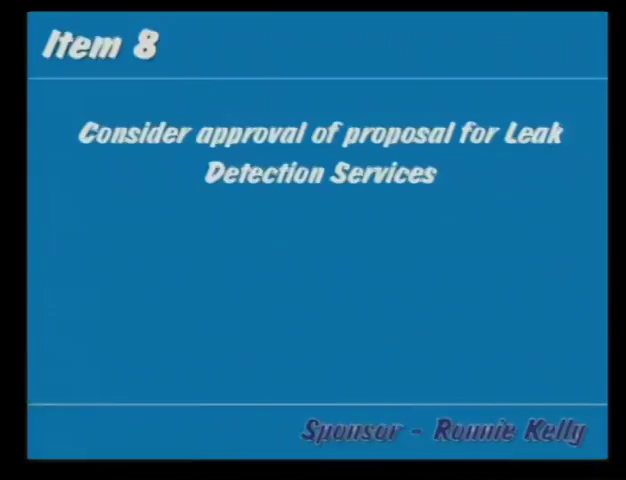 Item 8
Consider approval of proposal for Leak
Detection Services
Sponsor - Ronnie Kelly